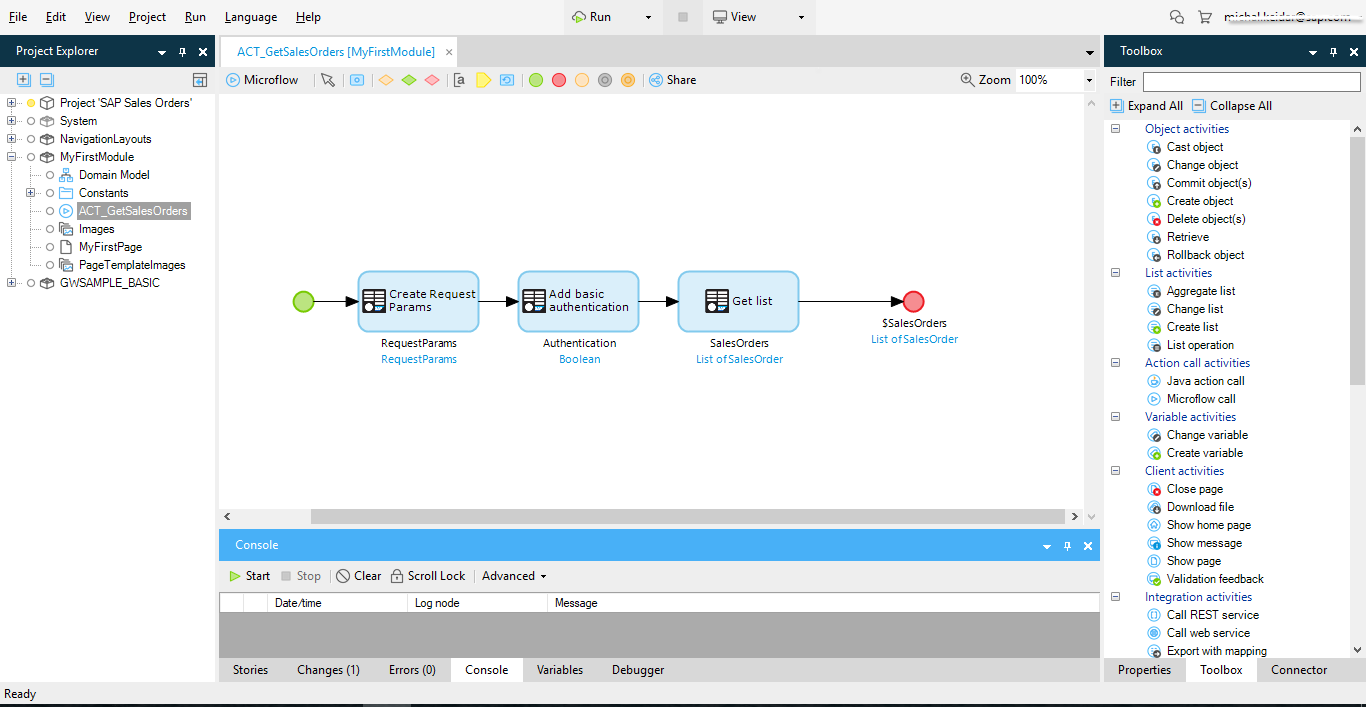 File Edit View Project Run Language Help
Run
View
Project Explorer
Project 'SAP Sales Orders'
System
NavigationLayouts
MyFirstModule
Domain Model
Constants
ACT_GetSalesOrders
Images
MyFirstPage
PageTemplateImages
GWSAMPLE_BASIC
ACT_GetSalesOrders [MyFirstModule]
Microflow
Share
Zoom 100%
Create Request
Params
RequestParams
RequestParams
Add basic
authentication
Authentication
Boolean
Get list
SalesOrders
List of SalesOrder
$SalesOrders
List of SalesOrder
Console
Start Stop Clear Scroll Lock Advanced
Date/time Log node Message
Stories Changes (1) Errors (0) Console Variables Debugger
Toolbox
Filter
Expand All Collapse All
Object activities
Cast object
Change object
Commit object(s)
Create object
Delete object(s)
Retrieve
Rollback object
List activities
Aggregate list
Change list
Create list
List operation
Action call activities
Java action call
Microflow call
Variable activities
Change variable
Create variable
Client activities
Close page
Download file
Show home page
Show message
Show page
Validation feedback
Integration activities
Call REST service
Call web service
Export with mapping
Properties Toolbox Connector
Ready